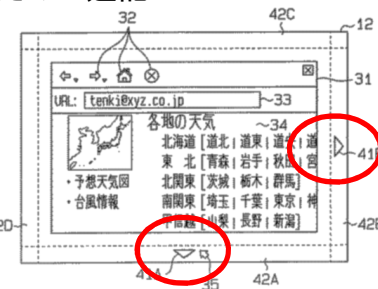 32
42C
12
31
URL: tenki@xyz.co.jp
33
各地の天気
34
北海道 [道北 | 道東 | 道央 | 道
東 北 [青森 | 岩手 | 秋田 | 宮
41B
・予想天気図
北関東 [茨城 | 栃木 | 群馬]
・台風情報
南関東 [埼玉 | 千葉 | 東京 | 神
甲信越 [山梨 | 長野 | 新潟]
41A
35
42A